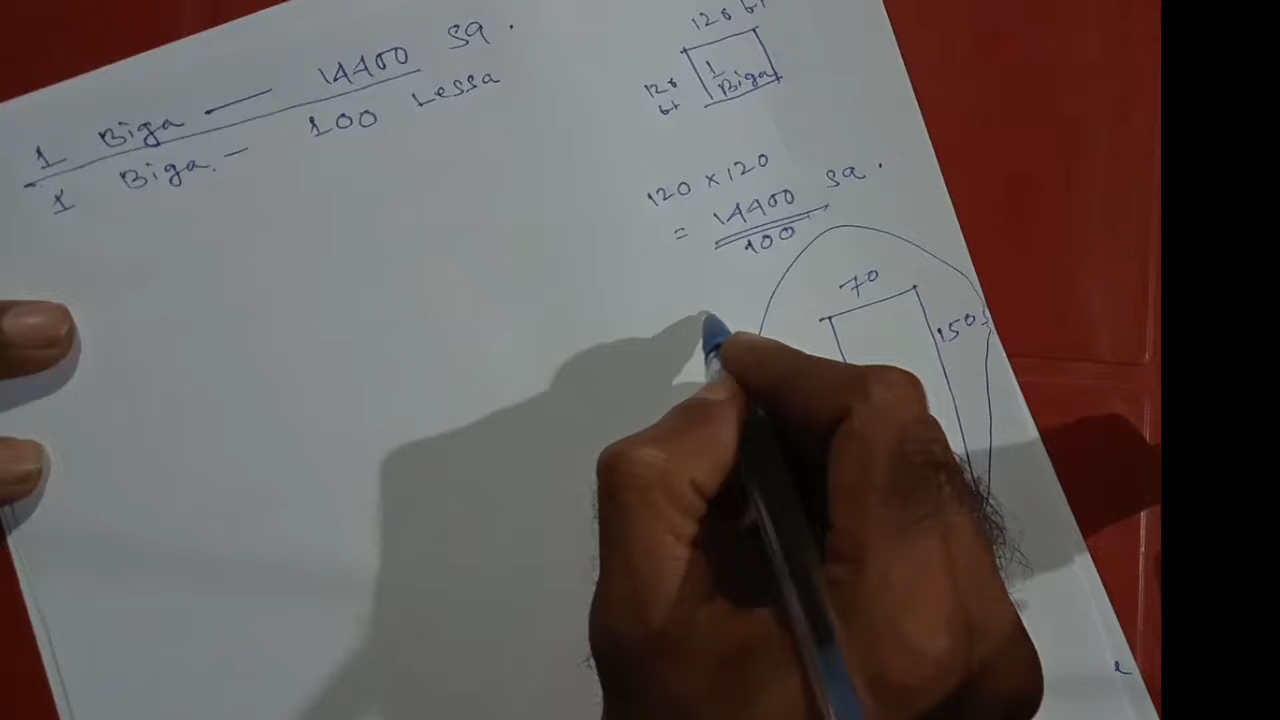 1 Biga — 14400 sq.
1 Biga. - 100 Lessa
120 ft
120
ft
1
Biga
120 × 120
= 14400 sq.
100
70
150